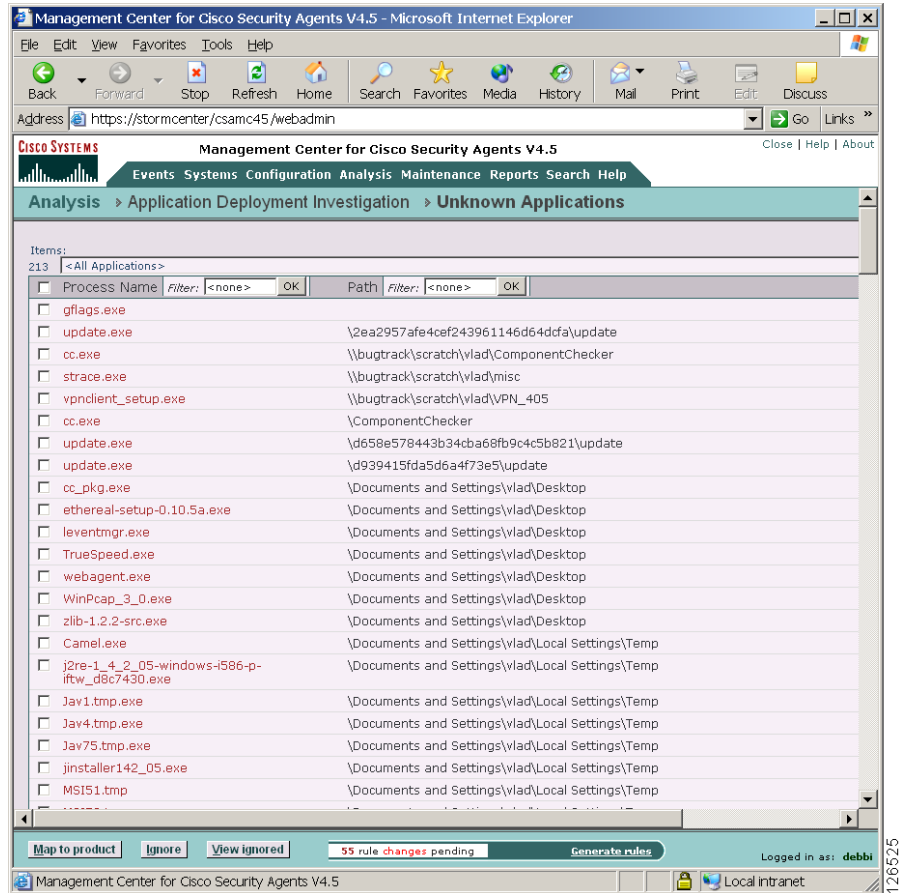 Management Center for Cisco Security Agents V4.5 - Microsoft Internet Explorer
File Edit View Favorites Tools Help
Back Forward Stop Refresh Home Search Favorites Media History Mail Print Edit Discuss
Address https://stormcenter/csamc45/webadmin Go Links »
CISCO SYSTEMS Management Center for Cisco Security Agents V4.5 Close | Help | About
Events Systems Configuration Analysis Maintenance Reports Search Help
Analysis > Application Deployment Investigation > Unknown Applications
Items:
213 <All Applications>
Process Name Filter: <none> OK Path Filter: <none> OK
gflags.exe
update.exe \2ea2957afe4cef243961146d64dcfa\update
cc.exe \\bugtrack\scratch\vlad\ComponentChecker
strace.exe \\bugtrack\scratch\vlad\misc
vpnclient_setup.exe \\bugtrack\scratch\vlad\VPN_405
cc.exe \ComponentChecker
update.exe \d658e578443b34cba68fb9c4c5b821\update
update.exe \d939415fda5d6a4f73e5\update
cc_pkg.exe \Documents and Settings\vlad\Desktop
ethereal-setup-0.10.5a.exe \Documents and Settings\vlad\Desktop
leventmgr.exe \Documents and Settings\vlad\Desktop
TrueSpeed.exe \Documents and Settings\vlad\Desktop
webagent.exe \Documents and Settings\vlad\Desktop
WinPcap_3_0.exe \Documents and Settings\vlad\Desktop
zlib-1.2.2-src.exe \Documents and Settings\vlad\Desktop
Camel.exe \Documents and Settings\vlad\Local Settings\Temp
j2re-1_4_2_05-windows-i586-p- \Documents and Settings\vlad\Local Settings\Temp
iftw_d8c7430.exe
Jav1.tmp.exe \Documents and Settings\vlad\Local Settings\Temp
Jav4.tmp.exe \Documents and Settings\vlad\Local Settings\Temp
Jav75.tmp.exe \Documents and Settings\vlad\Local Settings\Temp
jinstaller142_05.exe \Documents and Settings\vlad\Local Settings\Temp
MSI51.tmp \Documents and Settings\vlad\Local Settings\Temp
Map to product Ignore View ignored 55 rule changes pending Generate rules Logged in as: debbi
Management Center for Cisco Security Agents V4.5 Local intranet
126525